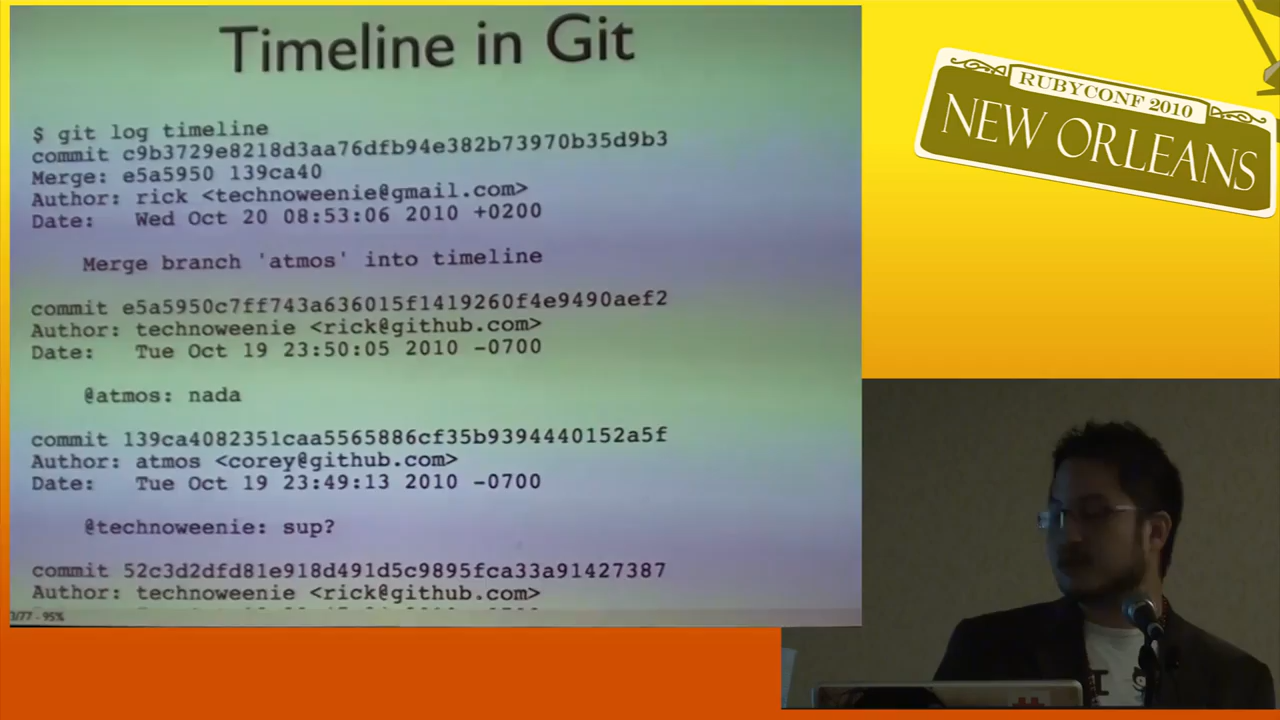 Timeline in Git
$ git log timeline
commit c9b3729e8218d3aa76dfb94e382b73970b35d9b3
Merge: e5a5950 139ca40
Author: rick <technoweenie@gmail.com>
Date:   Wed Oct 20 08:53:06 2010 +0200
Merge branch 'atmos' into timeline
commit e5a5950c7ff743a636015f1419260f4e9490aef2
Author: technoweenie <rick@github.com>
Date:   Tue Oct 19 23:50:05 2010 -0700
@atmos: nada
commit 139ca4082351caa5565886cf35b9394440152a5f
Author: atmos <corey@github.com>
Date:   Tue Oct 19 23:49:13 2010 -0700
@technoweenie: sup?
commit 52c3d2dfd81e918d491d5c9895fca33a91427387
Author: technoweenie <rick@github.com>
/77 - 95%
RUBYCONF 2010
NEW ORLEANS
I